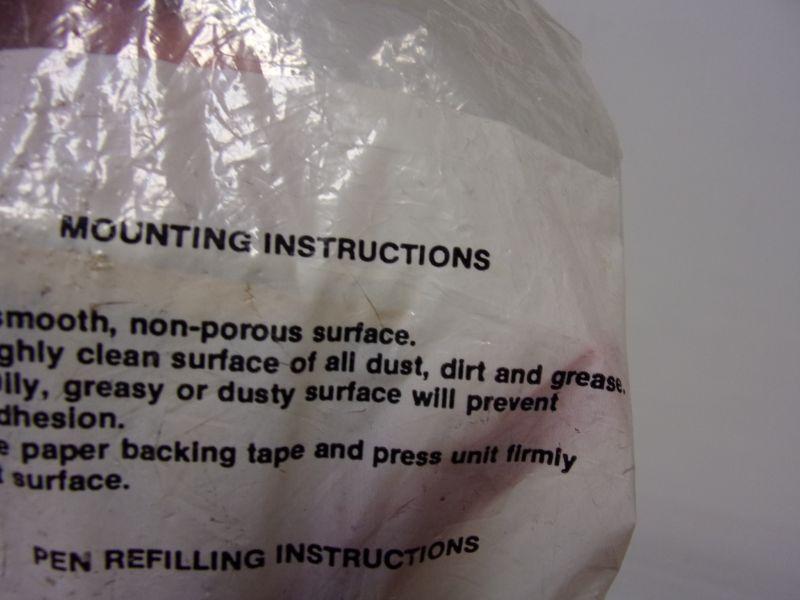 MOUNTING INSTRUCTIONS
smooth, non-porous surface.
ghly clean surface of all dust, dirt and grease.
ily, greasy or dusty surface will prevent
dhesion.
e paper backing tape and press unit firmly
t surface.
PEN REFILLING INSTRUCTIONS